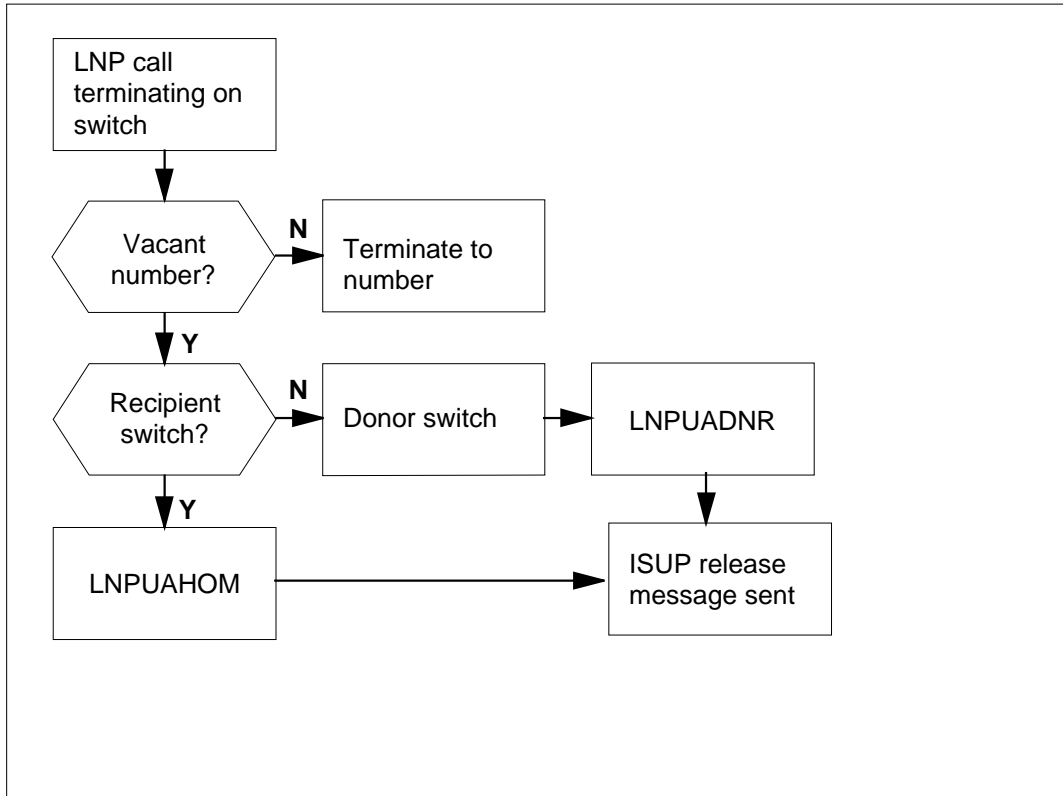 LNP call
terminating on
switch
Vacant
number?
N
Terminate to
number
Y
Recipient
switch?
N
Donor switch
LNPUADNR
Y
LNPUAHOM
ISUP release
message sent